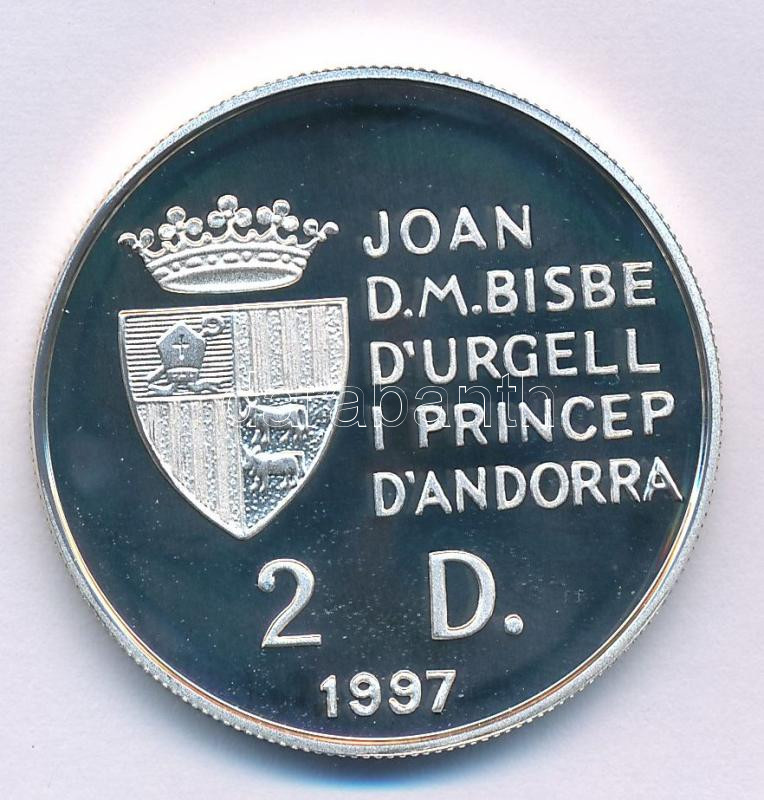 JOAN
D.M.BISBE
D'URGELL
I PRINCEP
D'ANDORRA
2 D.
1997